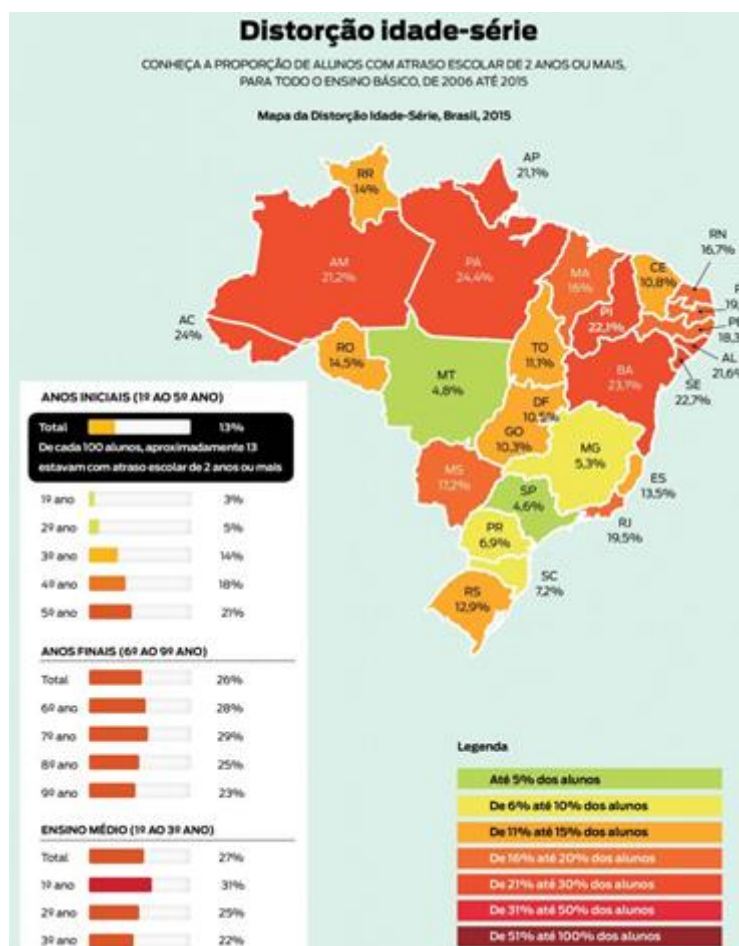 Distorção idade-série
CONHEÇA A PROPORÇÃO DE ALUNOS COM ATRASO ESCOLAR DE 2 ANOS OU MAIS,
PARA TODO O ENSINO BÁSICO, DE 2006 ATÉ 2015
Mapa da Distorção Idade-Série, Brasil, 2015
AP
21,1%
RR
14%
RN
16,7%
AM
21,2%
PA
24,4%
MA
16%
CE
10,8%
PI
22,1%
19,
18,3
AL
21,6%
SE
22,7%
AC
24%
RO
14,5%
TO
11,1%
BA
23,1%
MT
4,8%
DF
10,5%
GO
10,3%
MG
5,3%
ES
13,5%
MS
17,2%
SP
4,6%
RJ
19,5%
PR
6,9%
SC
7,2%
RS
12,9%
ANOS INICIAIS (1º AO 5º ANO)
Total 13%
De cada 100 alunos, aproximadamente 13
estavam com atraso escolar de 2 anos ou mais
1º ano 3%
2º ano 5%
3º ano 14%
4º ano 18%
5º ano 21%
ANOS FINAIS (6º AO 9º ANO)
Total 26%
6º ano 28%
7º ano 29%
8º ano 25%
9º ano 23%
ENSINO MÉDIO (1º AO 3º ANO)
Total 27%
1º ano 31%
2º ano 25%
3º ano 22%
Legenda
Até 5% dos alunos
De 6% até 10% dos alunos
De 11% até 15% dos alunos
De 16% até 20% dos alunos
De 21% até 30% dos alunos
De 31% até 50% dos alunos
De 51% até 100% dos alunos